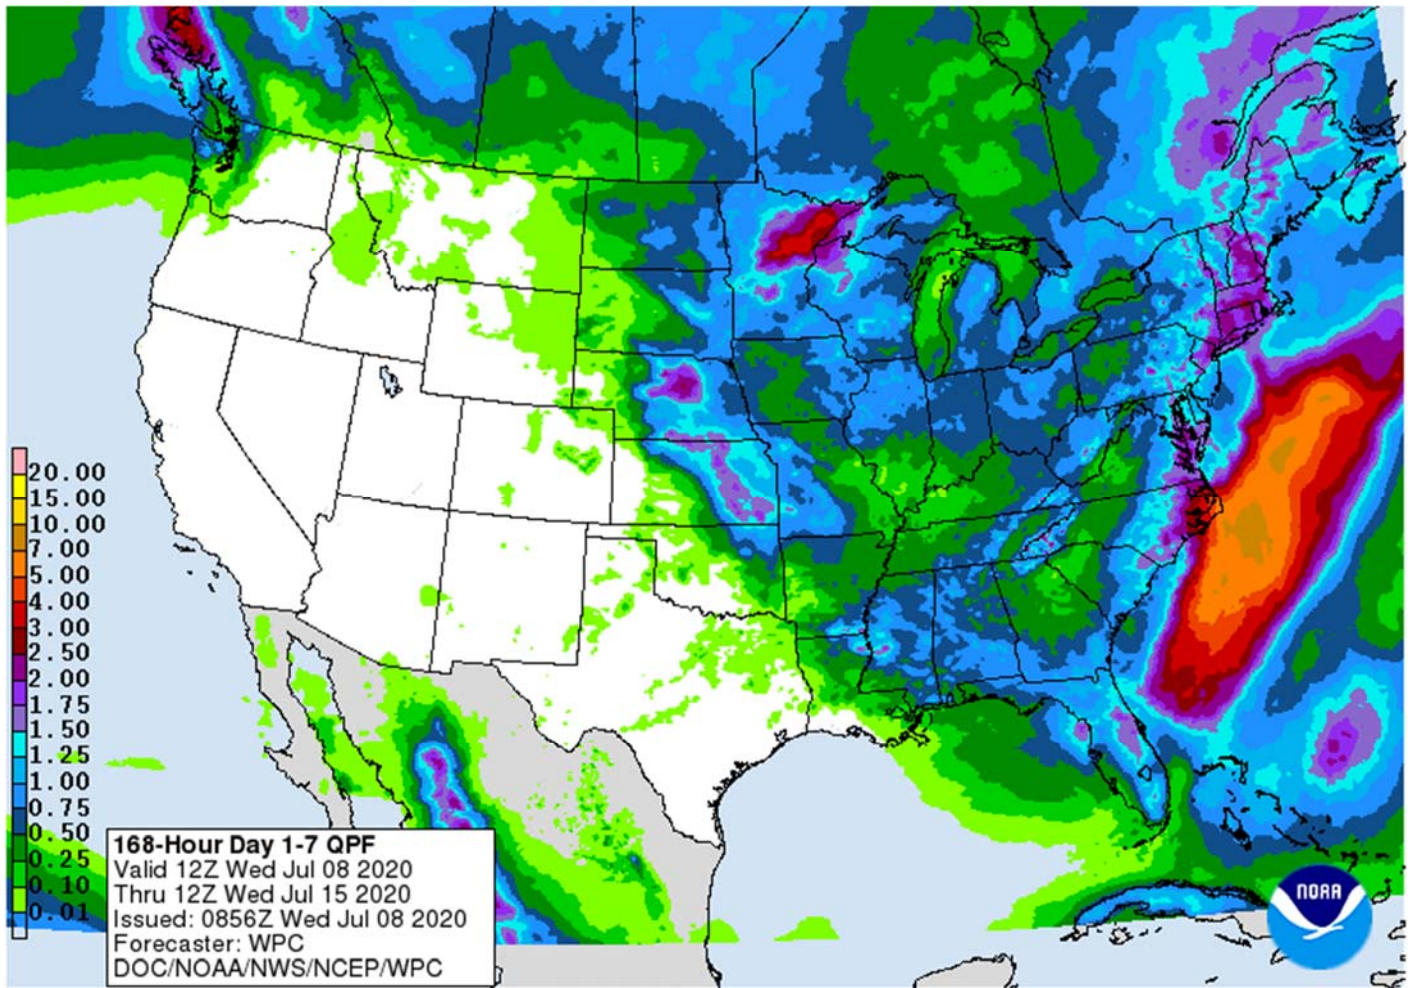 20.00
15.00
10.00
7.00
5.00
4.00
3.00
2.50
2.00
1.75
1.50
1.25
1.00
0.75
0.50
0.25
0.10
0.01
168-Hour Day 1-7 QPF
Valid 12Z Wed Jul 08 2020
Thru 12Z Wed Jul 15 2020
Issued: 0856Z Wed Jul 08 2020
Forecaster: WPC
DOC/NOAA/NWS/NCEP/WPC
NOAA